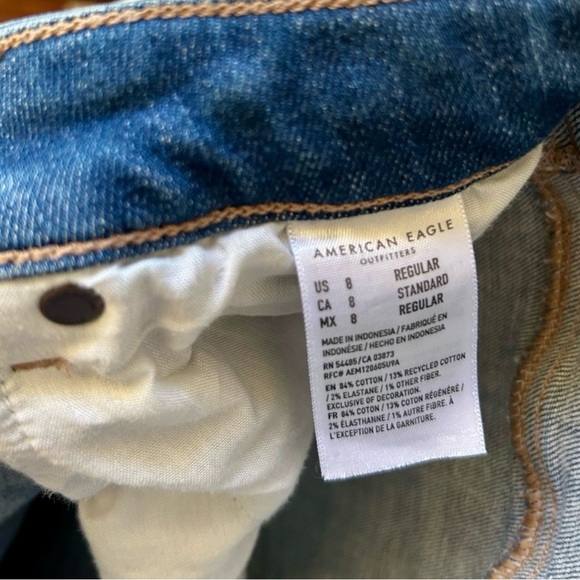 AMERICAN EAGLE
OUTFITTERS
US 8 REGULAR
CA 8 STANDARD
MX 8 REGULAR
MADE IN INDONESIA / FABRIQUÉ EN
INDONÉSIE / HECHO EN INDONESIA
RN 54485/CA 03873
RFC# AEM120605U9A
EN 84% COTTON / 13% RECYCLED COTTON
/ 2% ELASTANE / 1% OTHER FIBER.
EXCLUSIVE OF DECORATION.
FR 84% COTON / 13% COTON RÉGÉNÉRÉ /
2% ÉLASTHANNE / 1% AUTRE FIBRE. À
L'EXCEPTION DE LA GARNITURE.